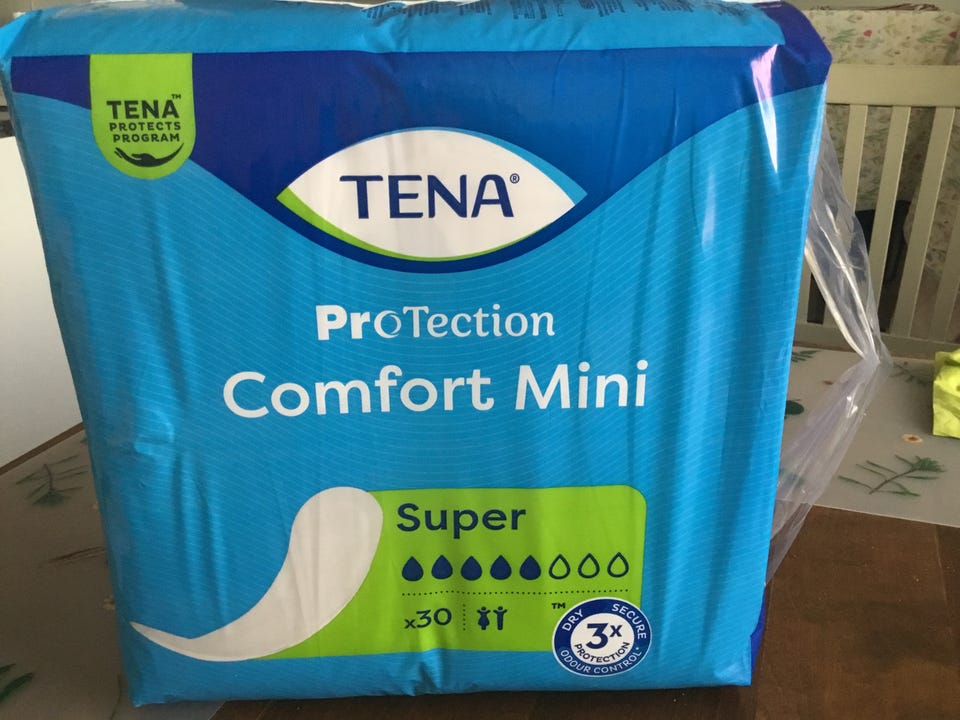 TENA™
PROTECTS
PROGRAM
TENA®
ProTection
Comfort Mini
Super
x30
™
DRY SECURE
3x
PROTECTION
ODOUR CONTROL